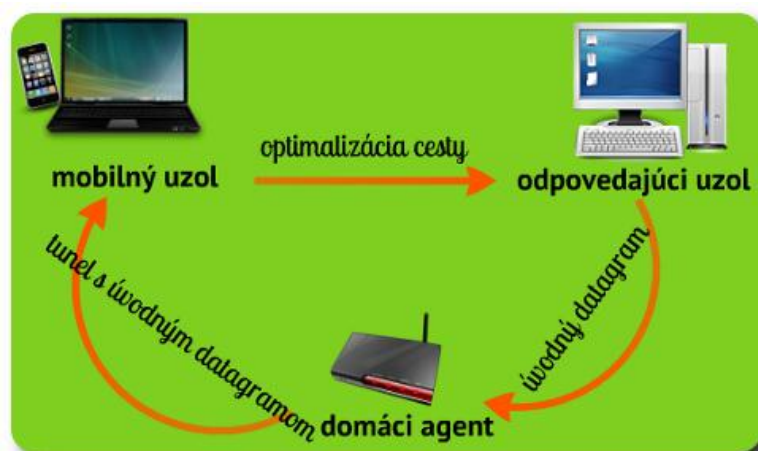 optimalizácia cesty
mobilný uzol
odpovedajúci uzol
tunel s úvodným datagramom
úvodný datagram
domáci agent